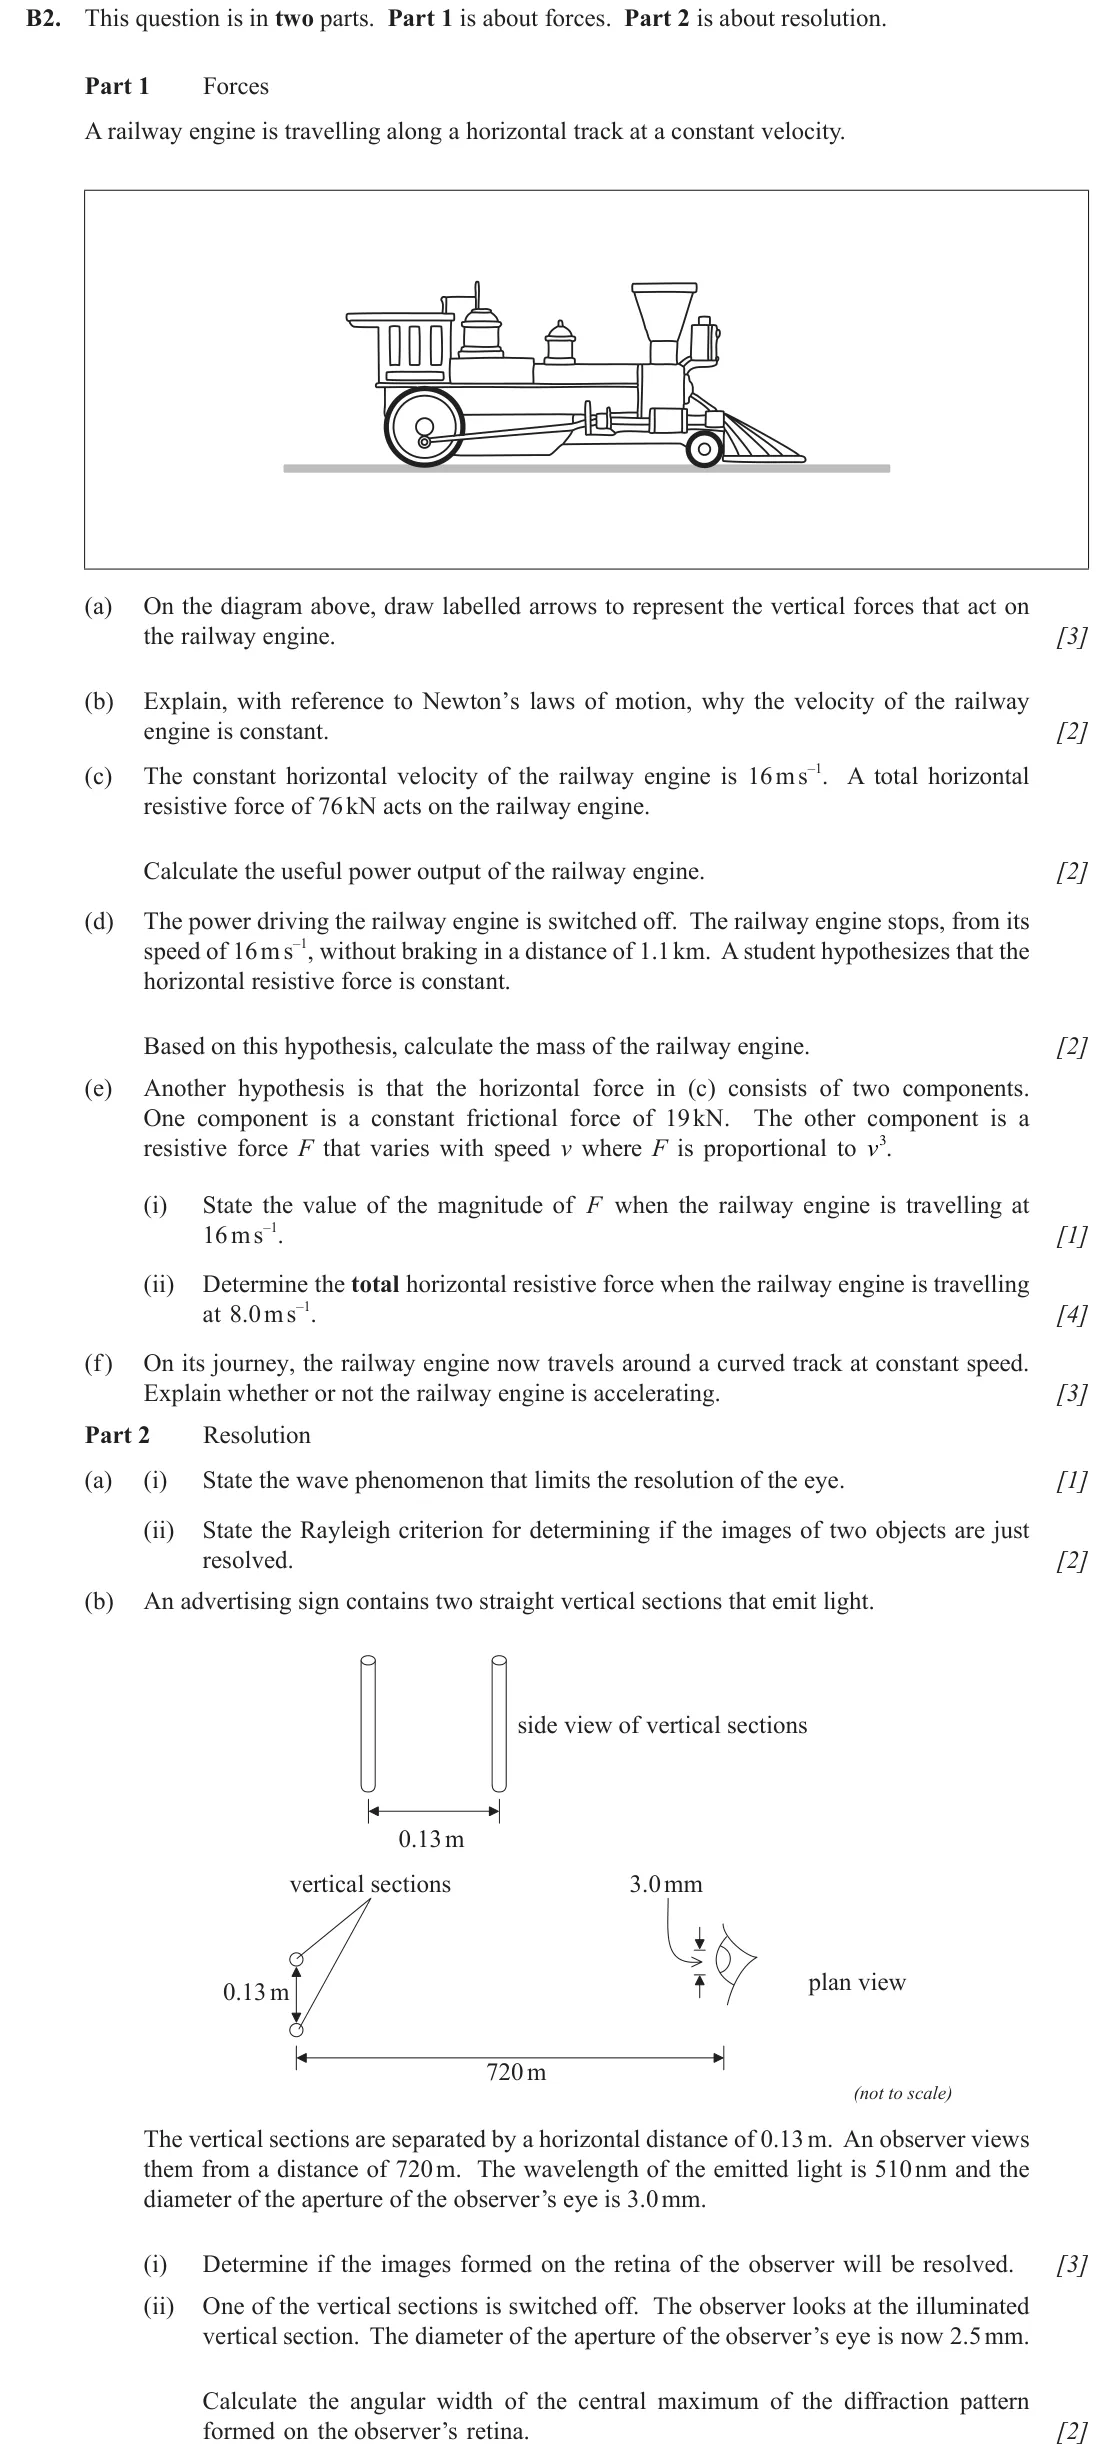 B2. This question is in two parts. Part 1 is about forces. Part 2 is about resolution.
Part 1 Forces
A railway engine is travelling along a horizontal track at a constant velocity.
(a) On the diagram above, draw labelled arrows to represent the vertical forces that act on
the railway engine. [3]
(b) Explain, with reference to Newton's laws of motion, why the velocity of the railway
engine is constant. [2]
(c) The constant horizontal velocity of the railway engine is 16 m s⁻¹. A total horizontal
resistive force of 76 kN acts on the railway engine.
Calculate the useful power output of the railway engine. [2]
(d) The power driving the railway engine is switched off. The railway engine stops, from its
speed of 16 m s⁻¹, without braking in a distance of 1.1 km. A student hypothesizes that the
horizontal resistive force is constant.
Based on this hypothesis, calculate the mass of the railway engine. [2]
(e) Another hypothesis is that the horizontal force in (c) consists of two components.
One component is a constant frictional force of 19 kN. The other component is a
resistive force F that varies with speed v where F is proportional to v³.
(i) State the value of the magnitude of F when the railway engine is travelling at
16 m s⁻¹. [1]
(ii) Determine the total horizontal resistive force when the railway engine is travelling
at 8.0 m s⁻¹. [4]
(f) On its journey, the railway engine now travels around a curved track at constant speed.
Explain whether or not the railway engine is accelerating. [3]
Part 2 Resolution
(a) (i) State the wave phenomenon that limits the resolution of the eye. [1]
(ii) State the Rayleigh criterion for determining if the images of two objects are just
resolved. [2]
(b) An advertising sign contains two straight vertical sections that emit light.
side view of vertical sections
0.13 m
vertical sections 3.0 mm
0.13 m plan view
720 m
(not to scale)
The vertical sections are separated by a horizontal distance of 0.13 m. An observer views
them from a distance of 720 m. The wavelength of the emitted light is 510 nm and the
diameter of the aperture of the observer's eye is 3.0 mm.
(i) Determine if the images formed on the retina of the observer will be resolved. [3]
(ii) One of the vertical sections is switched off. The observer looks at the illuminated
vertical section. The diameter of the aperture of the observer's eye is now 2.5 mm.
Calculate the angular width of the central maximum of the diffraction pattern
formed on the observer's retina. [2]